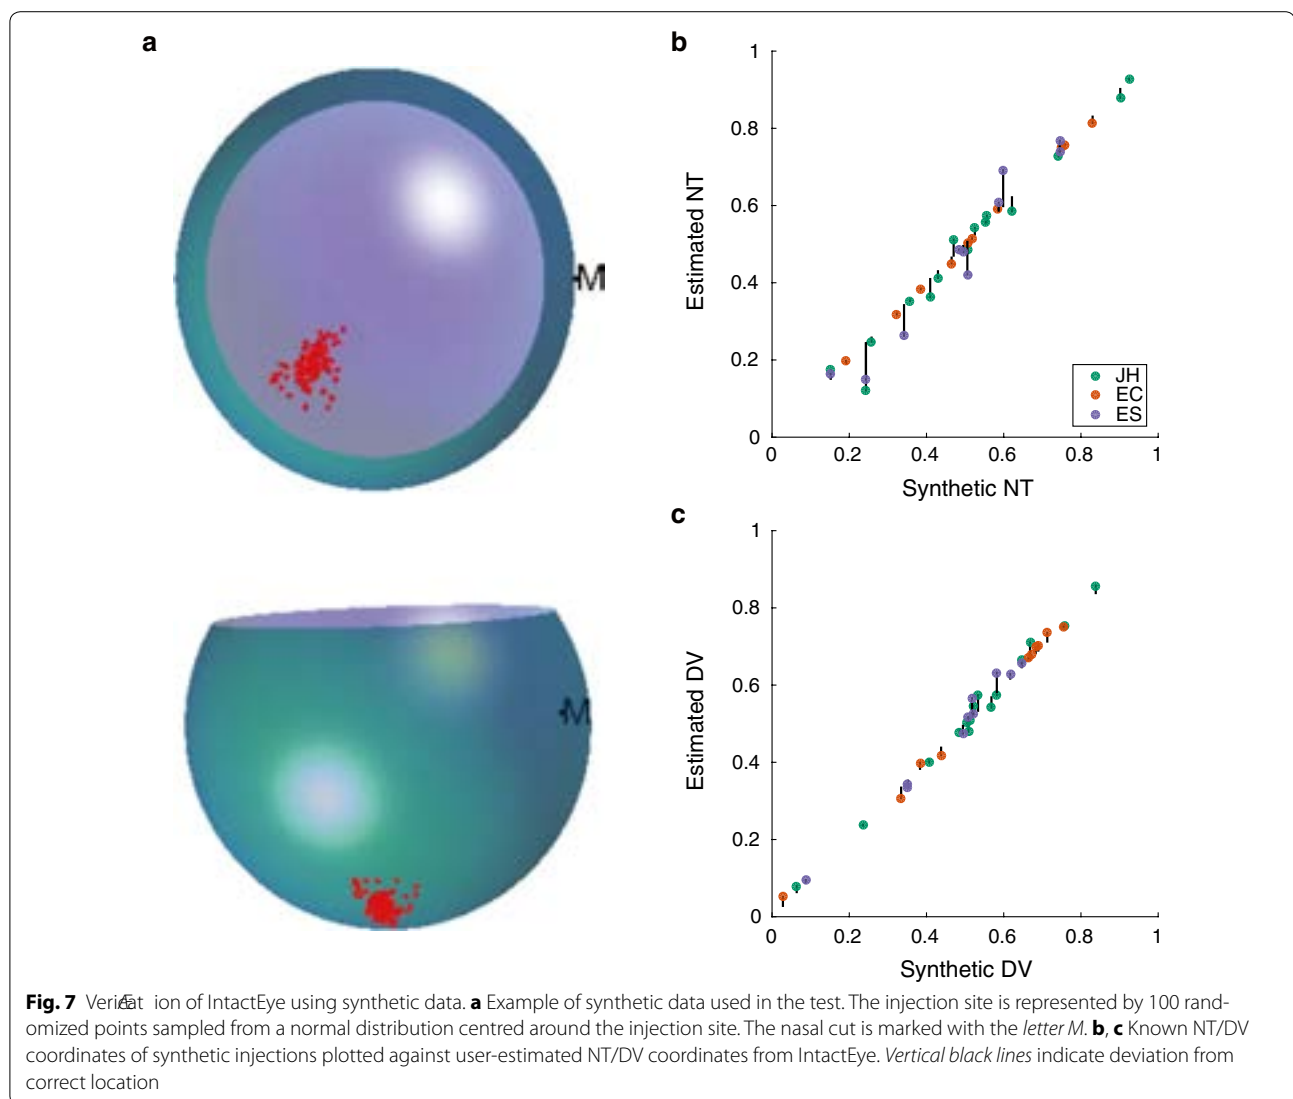 a
M
M
b
1
0.8
0.6
0.4
0.2
0
Estimated NT
JH
EC
ES
0 0.2 0.4 0.6 0.8 1
Synthetic NT
c
1
0.8
0.6
0.4
0.2
0
Estimated DV
0 0.2 0.4 0.6 0.8 1
Synthetic DV
Fig. 7 VeriÆat ion of IntactEye using synthetic data. a Example of synthetic data used in the test. The injection site is represented by 100 rand-
omized points sampled from a normal distribution centred around the injection site. The nasal cut is marked with the letter M. b, c Known NT/DV
coordinates of synthetic injections plotted against user-estimated NT/DV coordinates from IntactEye. Vertical black lines indicate deviation from
correct location